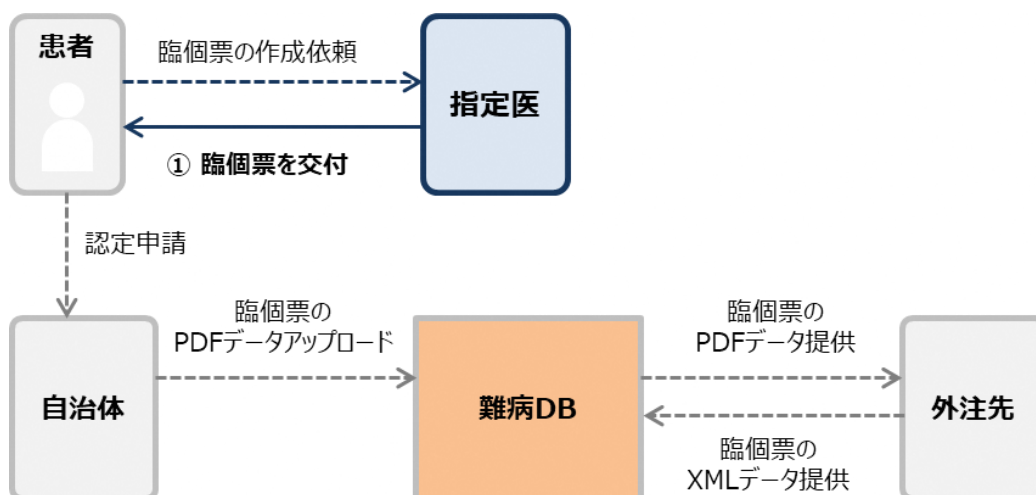 患者
臨個票の作成依頼
指定医
① 臨個票を交付
認定申請
臨個票の
PDFデータアップロード
臨個票の
PDFデータ提供
自治体
難病DB
外注先
臨個票の
XMLデータ提供